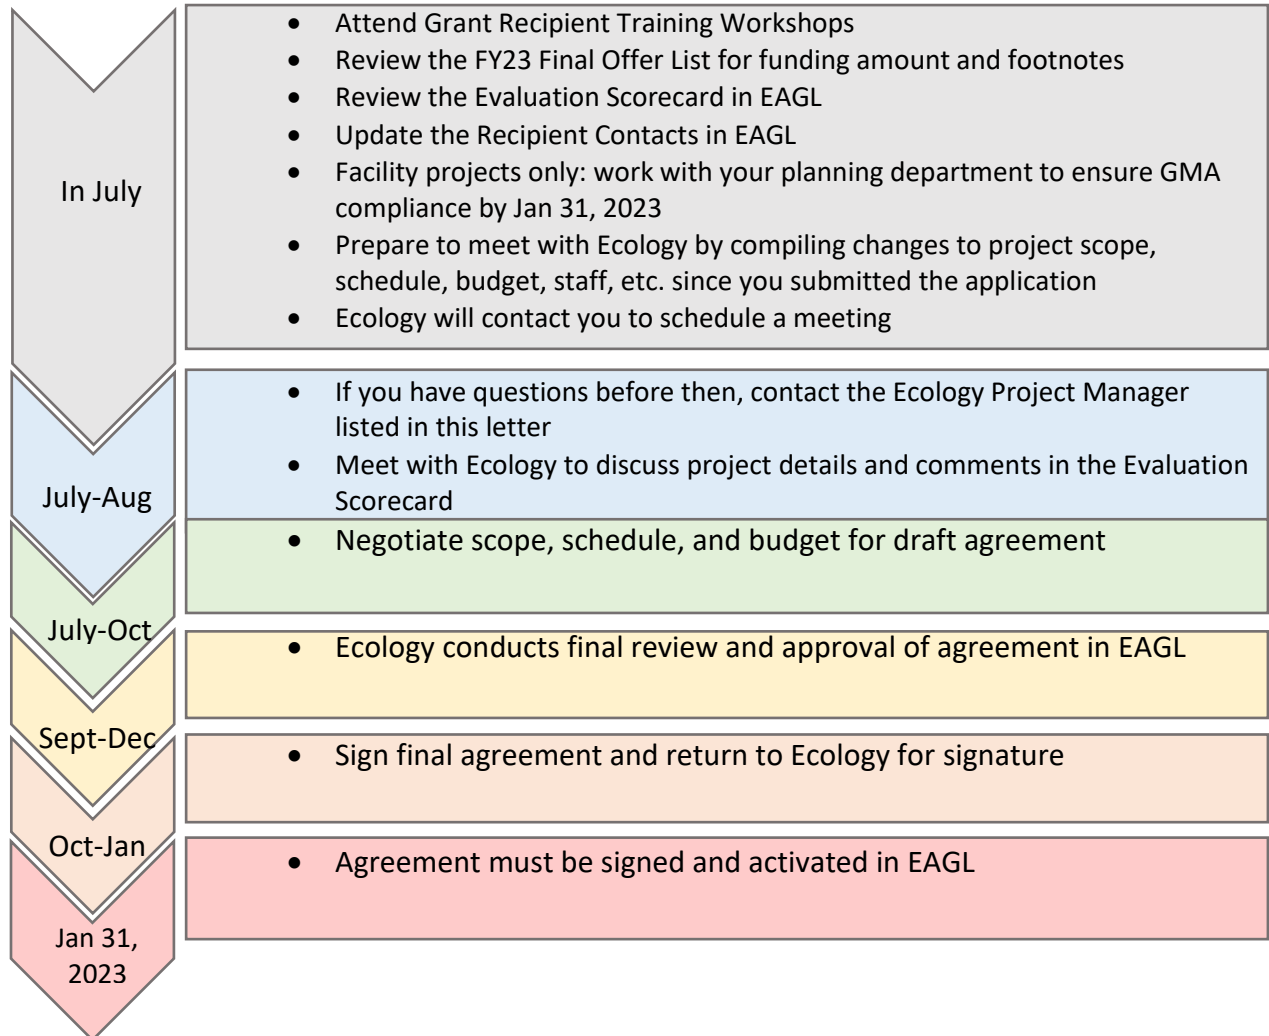 In July
• Attend Grant Recipient Training Workshops
• Review the FY23 Final Offer List for funding amount and footnotes
• Review the Evaluation Scorecard in EAGL
• Update the Recipient Contacts in EAGL
• Facility projects only: work with your planning department to ensure GMA
compliance by Jan 31, 2023
• Prepare to meet with Ecology by compiling changes to project scope,
schedule, budget, staff, etc. since you submitted the application
• Ecology will contact you to schedule a meeting
July-Aug
• If you have questions before then, contact the Ecology Project Manager
listed in this letter
• Meet with Ecology to discuss project details and comments in the Evaluation
Scorecard
July-Oct
• Negotiate scope, schedule, and budget for draft agreement
Sept-Dec
• Ecology conducts final review and approval of agreement in EAGL
Oct-Jan
• Sign final agreement and return to Ecology for signature
Jan 31,
2023
• Agreement must be signed and activated in EAGL